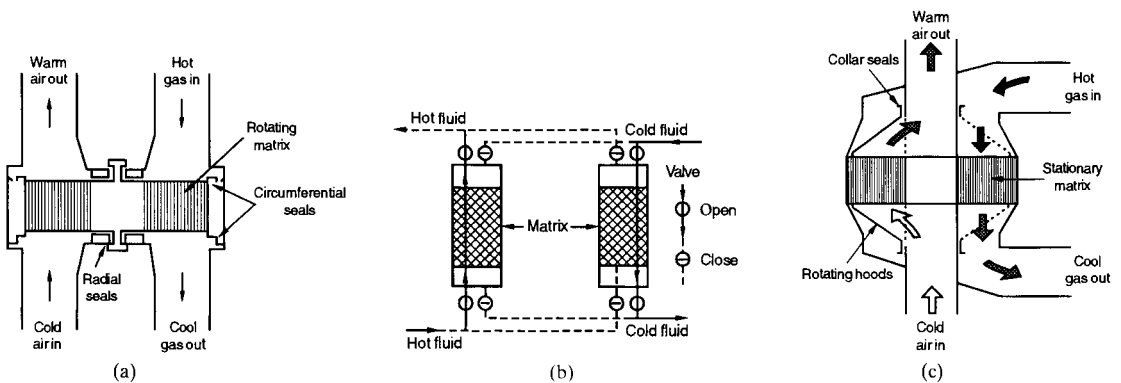 Warm
air out
Hot
gas in
Rotating
matrix
Circumferential
seals
Radial
seals
Cold
air in
Cool
gas out
(a)
Hot fluid
Cold fluid
Valve
Open
Matrix
Close
Hot fluid
Cold fluid
(b)
Warm
air out
Collar seals
Hot
gas in
Stationary
matrix
Rotating hoods
Cool
gas out
Cold
air in
(c)